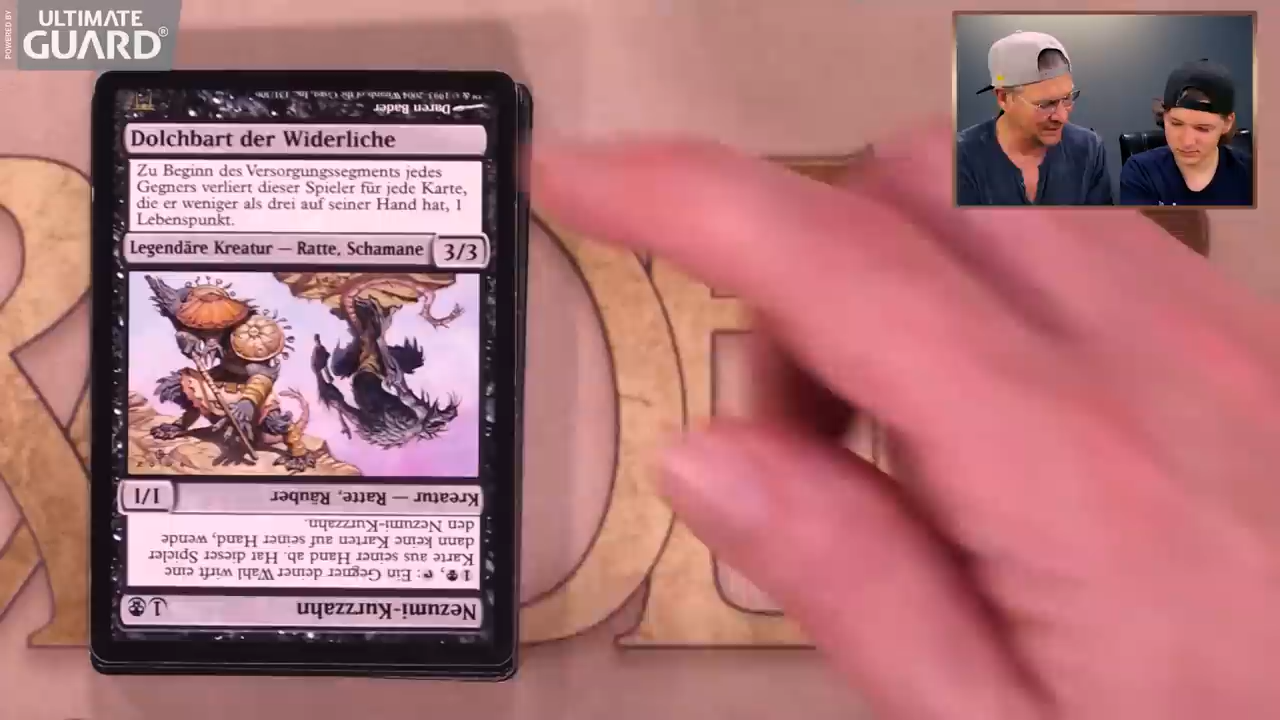 POWERED BY
ULTIMATE
GUARD®
Daren Bader
Dolchbart der Widerliche
Zu Beginn des Versorgungssegments jedes
Gegners verliert dieser Spieler für jede Karte,
die er weniger als drei auf seiner Hand hat, 1
Lebenspunkt.
Legendäre Kreatur — Ratte, Schamane 3/3
1/1 Kreatur — Ratte, Räuber
den Nezumi-Kurzzahn.
dann keine Karten auf seiner Hand, wende
Karte aus seiner Hand ab. Hat dieser Spieler
1 : Ein Gegner deiner Wahl wirft eine
Nezumi-Kurzzahn 1